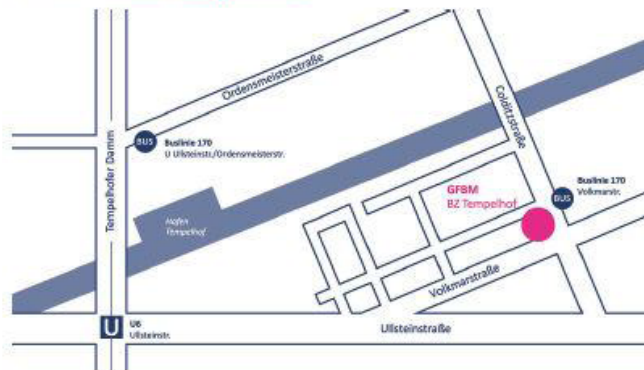 Ordensmeisterstraße
Colditzstraße
Tempelhofer Damm
BUS
Buslinie 170
U Ullsteinstr./Ordensmeisterstr.
Hafen
Tempelhof
GFBM
BZ Tempelhof
Buslinie 170
Volkmarstr.
BUS
Volkmarstraße
U
U6
Ullsteinstr.
Ullsteinstraße